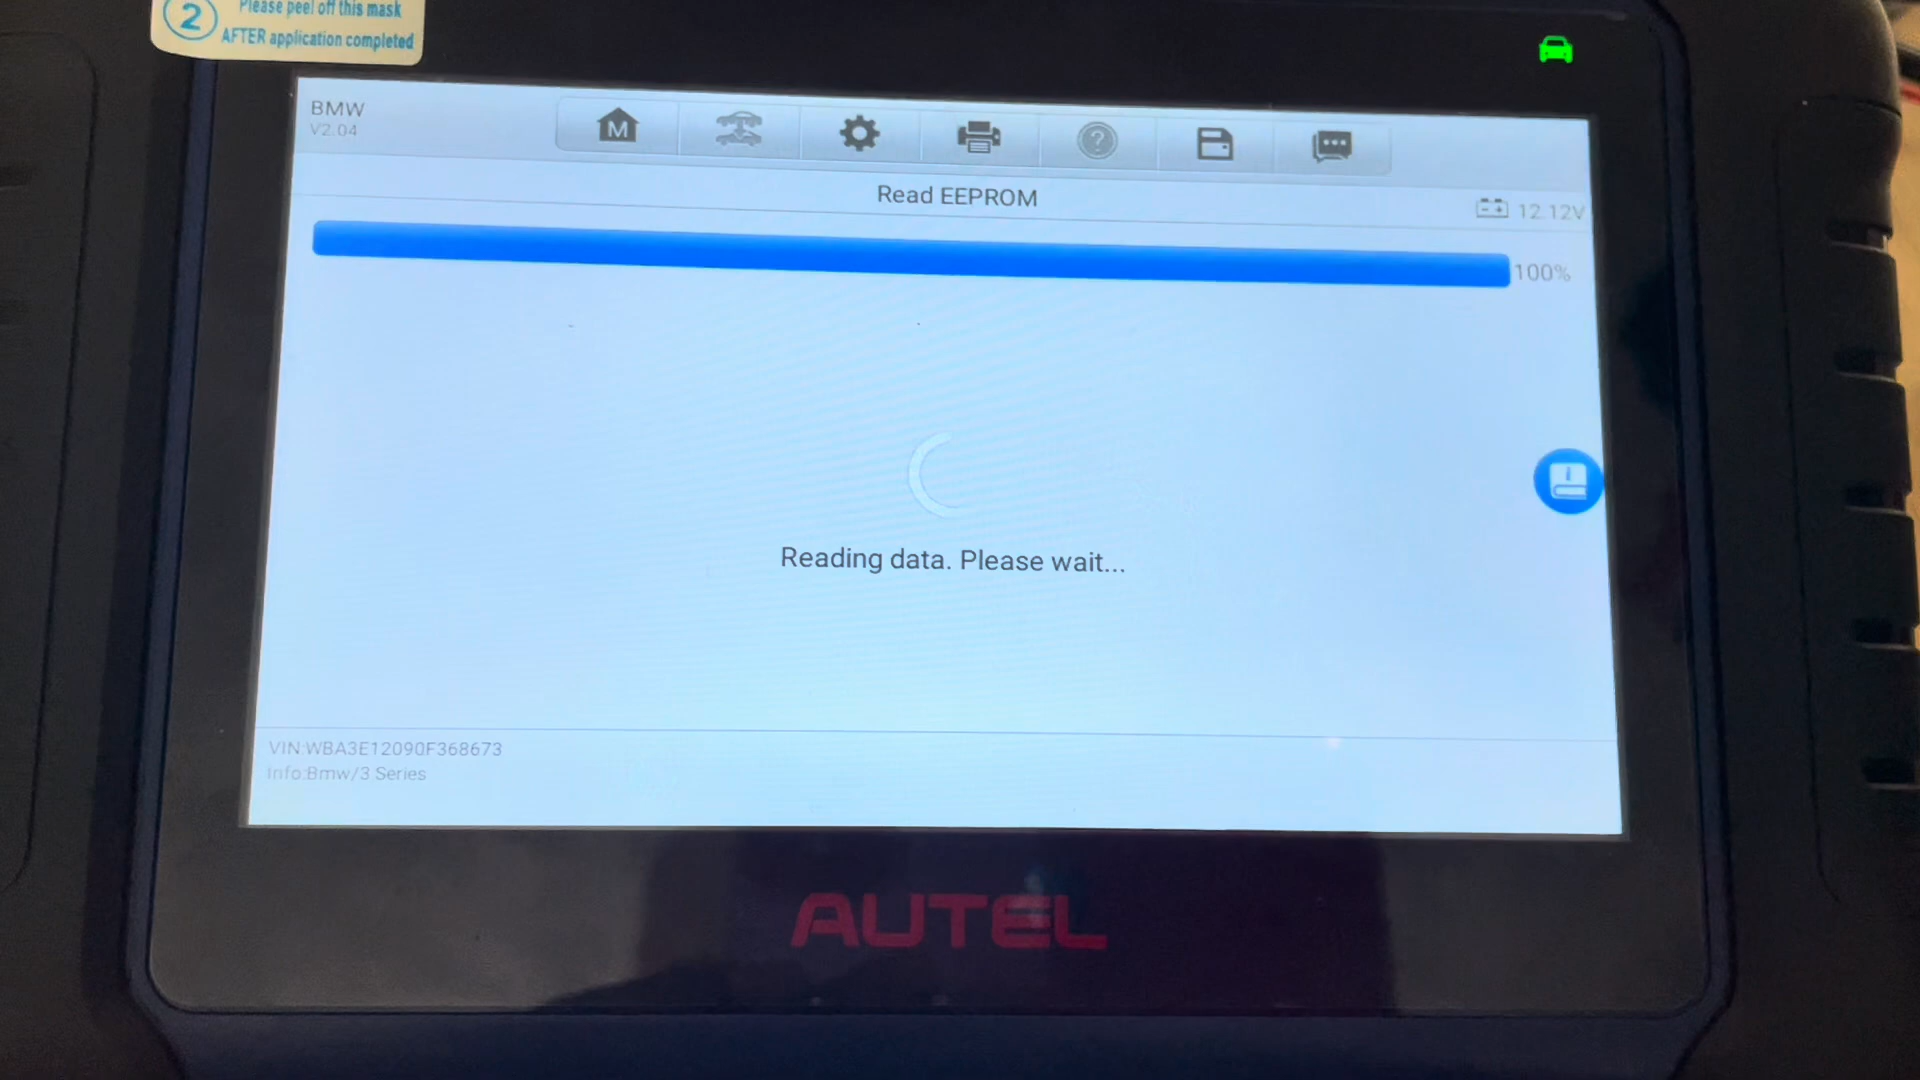 2
Please peel off this mask
AFTER application completed
BMW
V2.04
M
Read EEPROM
12.12V
100%
Reading data. Please wait...
VIN:WBA3E12090F368673
Info:Bmw/3 Series
AUTEL